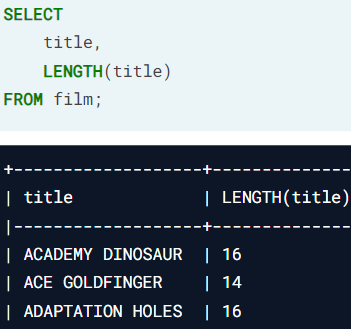 SELECT
    title,
    LENGTH(title)
FROM film;
+-------------------+--------------
| title             | LENGTH(title)
|-------------------+--------------
| ACADEMY DINOSAUR  | 16
| ACE GOLDFINGER    | 14
| ADAPTATION HOLES  | 16